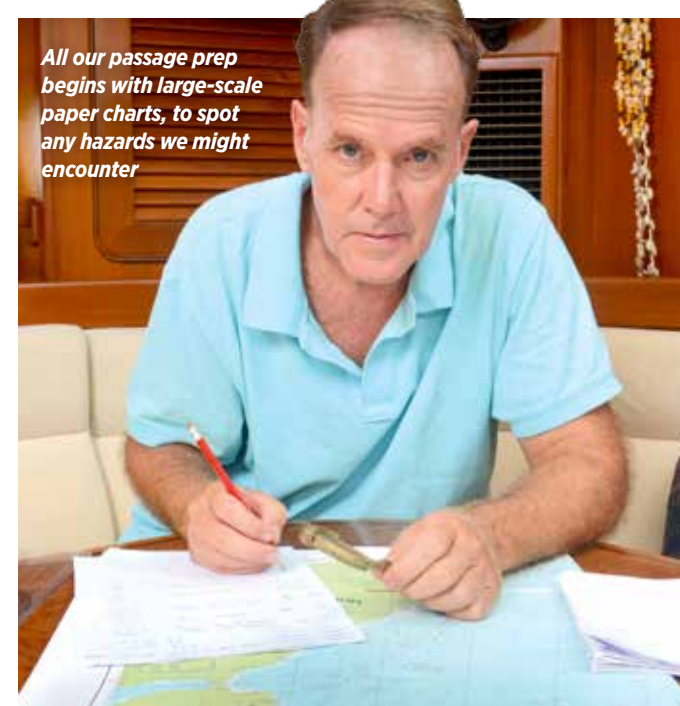 All our passage prep
begins with large-scale
paper charts, to spot
any hazards we might
encounter